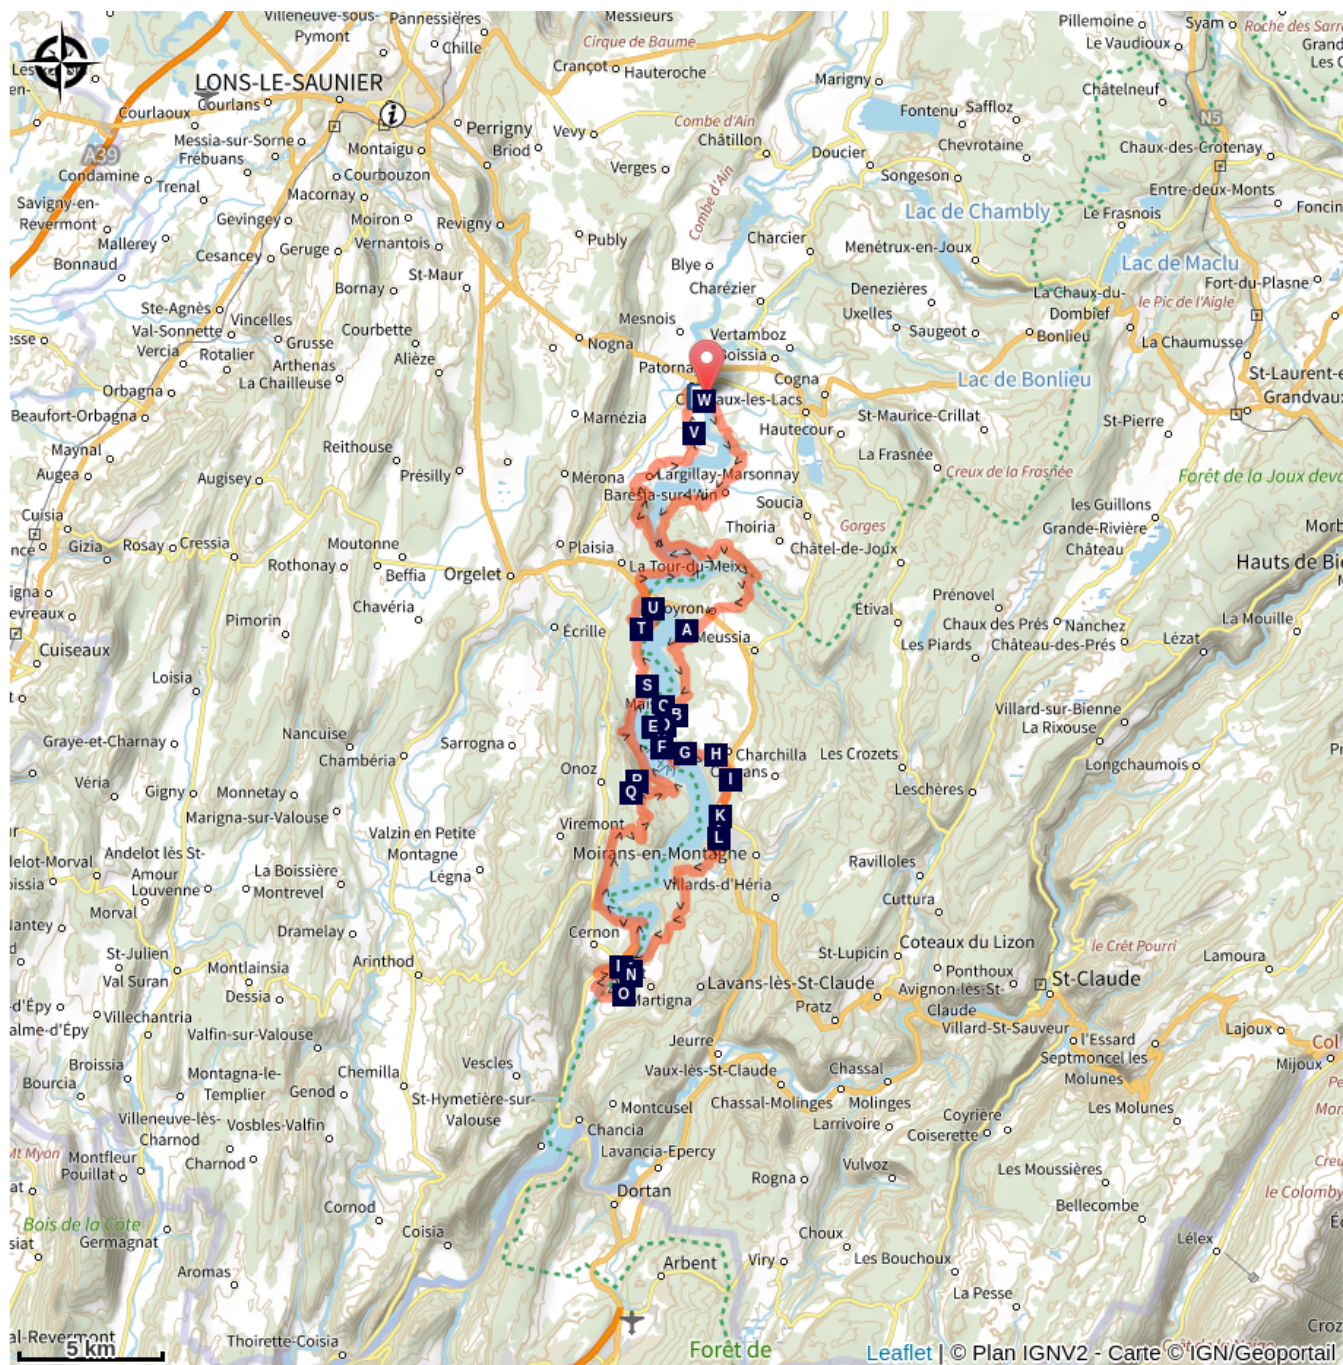 Villeneuve-sous-
Pymont
Pannessières
Chille
Messieurs
Cirque de Baume
Crançot
Hauteroche
Pillemoine
Le Vaudioux
Syam
LONS-LE-SAUNIER
Courlans
Courlaoux
Marigny
Châtelneuf
Messia-sur-Sorne
Frébuans
Montaigu
Perrigny
Briod
Vevy
Combe d'Ain
Châtillon
Fontenu
Saffloz
Chevrotaine
N5
A39
Condamine
Trenal
Courbouzon
Macornay
Verges
Doucier
Songeson
Chaux-des-Crotenay
Entre-deux-Monts
Savigny-en-
Revermont
Gevingey
Moiron
Revigny
Combe d'Ain
Lac de Chambly
Le Frasnois
Mallerey
Bonnaud
Cesancey
Geruge
Vernantois
Publy
Charcier
Menétrux-en-Joux
Lac de Maclu
St-Maur
Blye
Bornay
Charézier
Denezières
La Chaux-du-
Dombief
Fort-du-Plasne
le Pic de l'Aigle
Ste-Agnès
Vincelles
Val-Sonnette
Courbette
Mesnois
Vertamboz
Uxelles
Saugeot
Bonlieu
Vercia
Rotalier
Grusse
Arthenas
Alièze
Nogna
Boissia
La Chaumusse
Orbagna
La Chailleuse
Patorna
Cogna
Lac de Bonlieu
Beaufort-Orbagna
Marnézia
W
St-Maurice-Crillat
St-Pierre
Maynal
Reithouse
V
Hautecour
La Frasnée
Augea
Augisey
Présilly
Mérona
Largillay-Marsonnay
Creux de la Frasnée
Cuisia
Barésia-sur-l'Ain
Soucia
les Guillons
Grande-Rivière
Château
Gizia
Rosay
Cressia
Moutonne
Plaisia
Thoiria
Gorges
Châtel-de-Joux
Rothonay
Beffia
Orgelet
La Tour-du-Meix
Chavéria
U
Étival
Prénovel
Chaux des Prés
Nanchez
La Mouille
Pimorin
Écrille
T
A
Meussia
Les Piards
Château-des-Prés
Lézat
Cuiseaux
Loisia
S
Villard-sur-Bienne
La Rixouse
C
B
E
Graye-et-Charnay
Nancuise
Chambéria
Sarrogna
F
G
H
Charchilla
Les Crozets
Longchaumois
Véria
Gigny
Monnetay
Onoz
Q
I
Leschères
Marigna-sur-Valouse
Viremont
K
L
Valzin en Petite
Montagne
Légna
Moirans-en-Montagne
Andelot lès St-
Amour
Louvenne
La Boissière
Montrevel
Villards-d'Héria
Ravilloles
Cuttura
Morval
Dramelay
Cernon
St-Lupicin
Coteaux du Lizon
le Crêt Pourri
St-Julien
Val Suran
Montlainsia
Arinthod
N
O
Martigna
Lavans-lès-St-Claude
Ponthoux
Avignon-lès-St-
Claude
St-Claude
Lamoura
Dessia
Pratz
Villechantria
Valfin-sur-Valouse
Jeurre
Villard-St-Sauveur
l'Essard
Lajoux
Mijoux
Broissia
Bourcia
Montagna-le-
Templier
Genod
Chemilla
Vescles
Vaux-lès-St-Claude
Chassal
Septmoncel les
Molunes
St-Hymetière-sur-
Valouse
Montcusel
Chassal-Molinges
Molinges
Larrivoire
Coyrière
Coiserette
Les Molunes
Villeneuve-lès-
Charnod
Vosbles-Valfin
Chancia
Montfleur
Pouillat
Charnod
Lavancia-Epercy
Vulvoz
Rogna
Les Moussières
Bellecombe
Dortan
Cornod
Coisia
Bois de la Côte
Germagnat
Choux
Les Bouchoux
Lélex
Aromas
Arbent
Viry
La Pesse
Thoirette-Coisia
Forêt de
5 km
Leaflet | © Plan IGNV2 - Carte © IGN/Geoportail